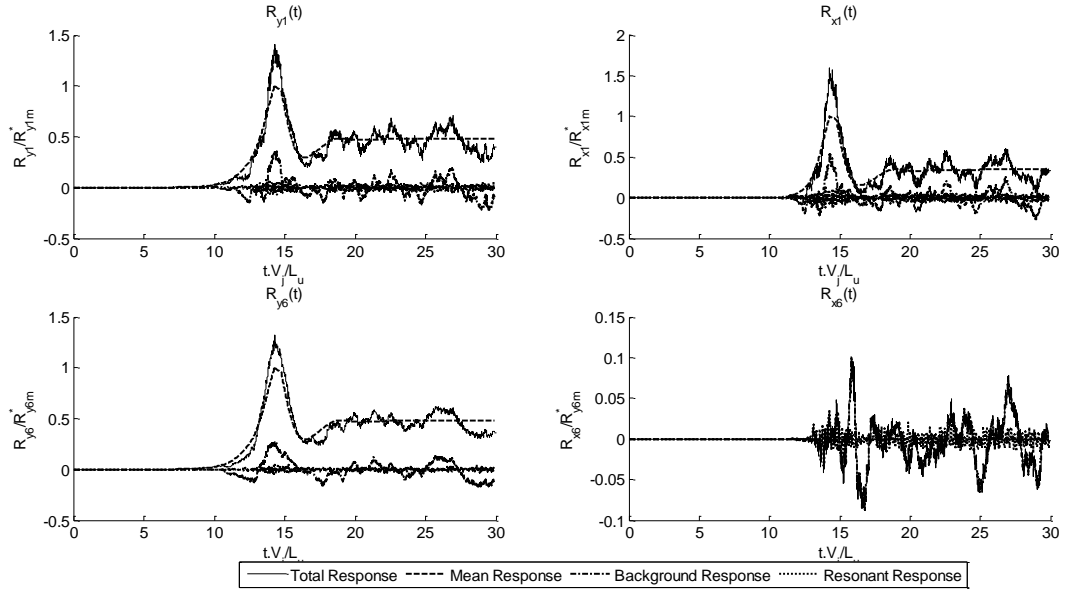 R_y1(t)
1.5
1
0.5
0
-0.5
R_y1/R*_y1m
0 5 10 15 20 25 30
t.V_j/L_u
R_x1(t)
2
1.5
1
0.5
0
-0.5
R_x1/R*_x1m
0 5 10 15 20 25 30
t.V_j/L_u
R_y6(t)
1.5
1
0.5
0
-0.5
R_y6/R*_y6m
0 5 10 15 20 25 30
R_x6(t)
0.15
0.1
0.05
0
-0.05
-0.1
R_x6/R*_y6m
0 5 10 15 20 25 30
Total Response Mean Response Background Response Resonant Response